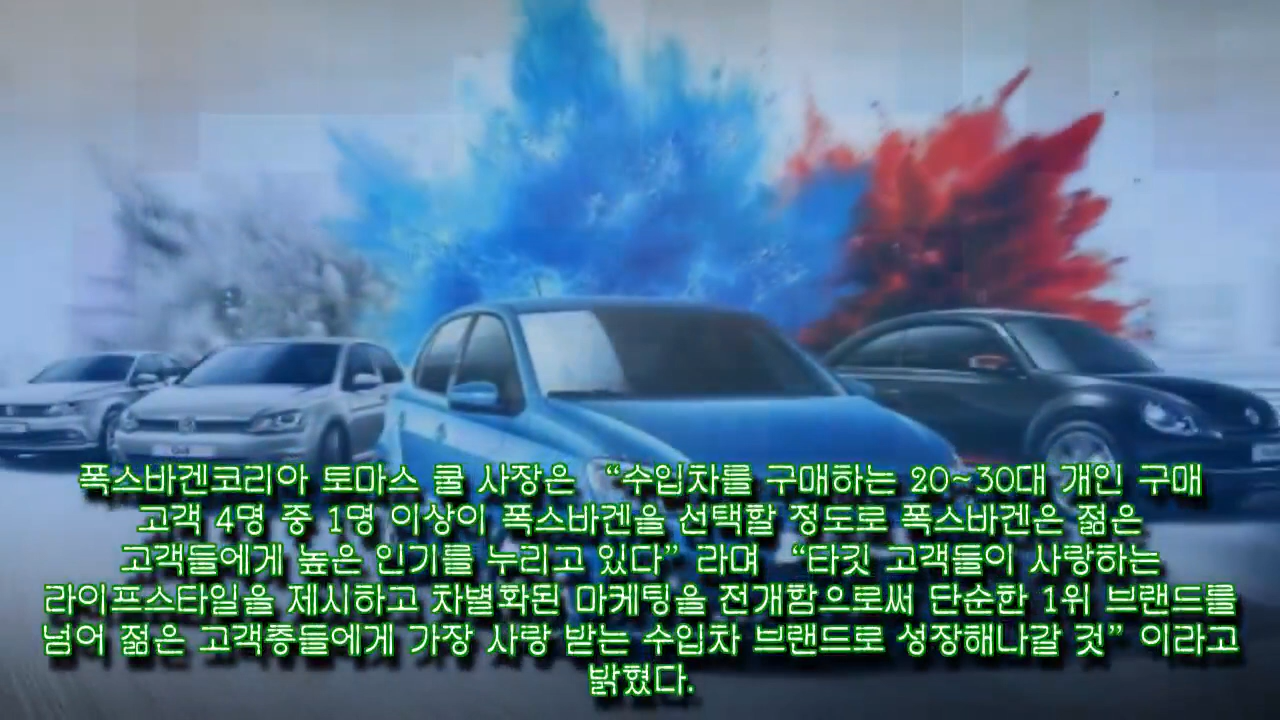 폭스바겐코리아 토마스 쿨 사장은 “수입차를 구매하는 20~30대 개인 구매
고객 4명 중 1명 이상이 폭스바겐을 선택할 정도로 폭스바겐은 젊은
고객들에게 높은 인기를 누리고 있다” 라며 “타깃 고객들이 사랑하는
라이프스타일을 제시하고 차별화된 마케팅을 전개함으로써 단순한 1위 브랜드를
넘어 젊은 고객층들에게 가장 사랑 받는 수입차 브랜드로 성장해나갈 것” 이라고
밝혔다.